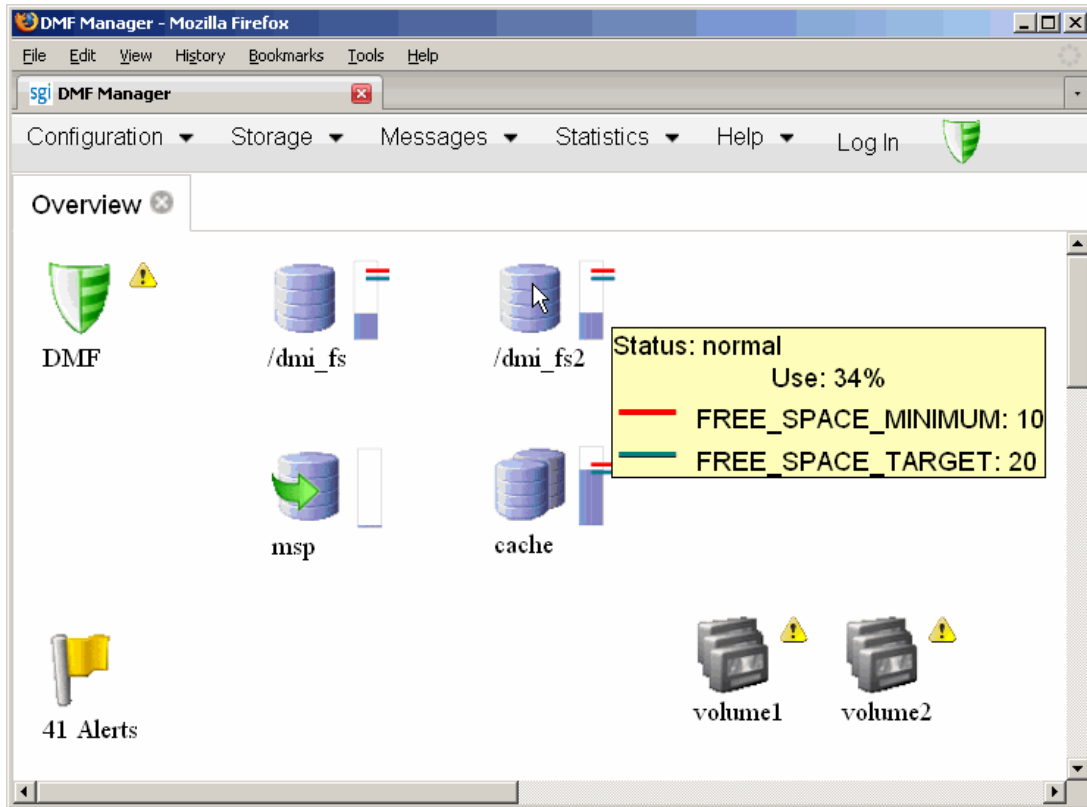 DMF Manager - Mozilla Firefox
File Edit View History Bookmarks Tools Help
sgi DMF Manager
Configuration Storage Messages Statistics Help Log In
Overview
DMF
/dmi_fs
/dmi_fs2
Status: normal
Use: 34%
FREE_SPACE_MINIMUM: 10
FREE_SPACE_TARGET: 20
msp
cache
41 Alerts
volume1
volume2